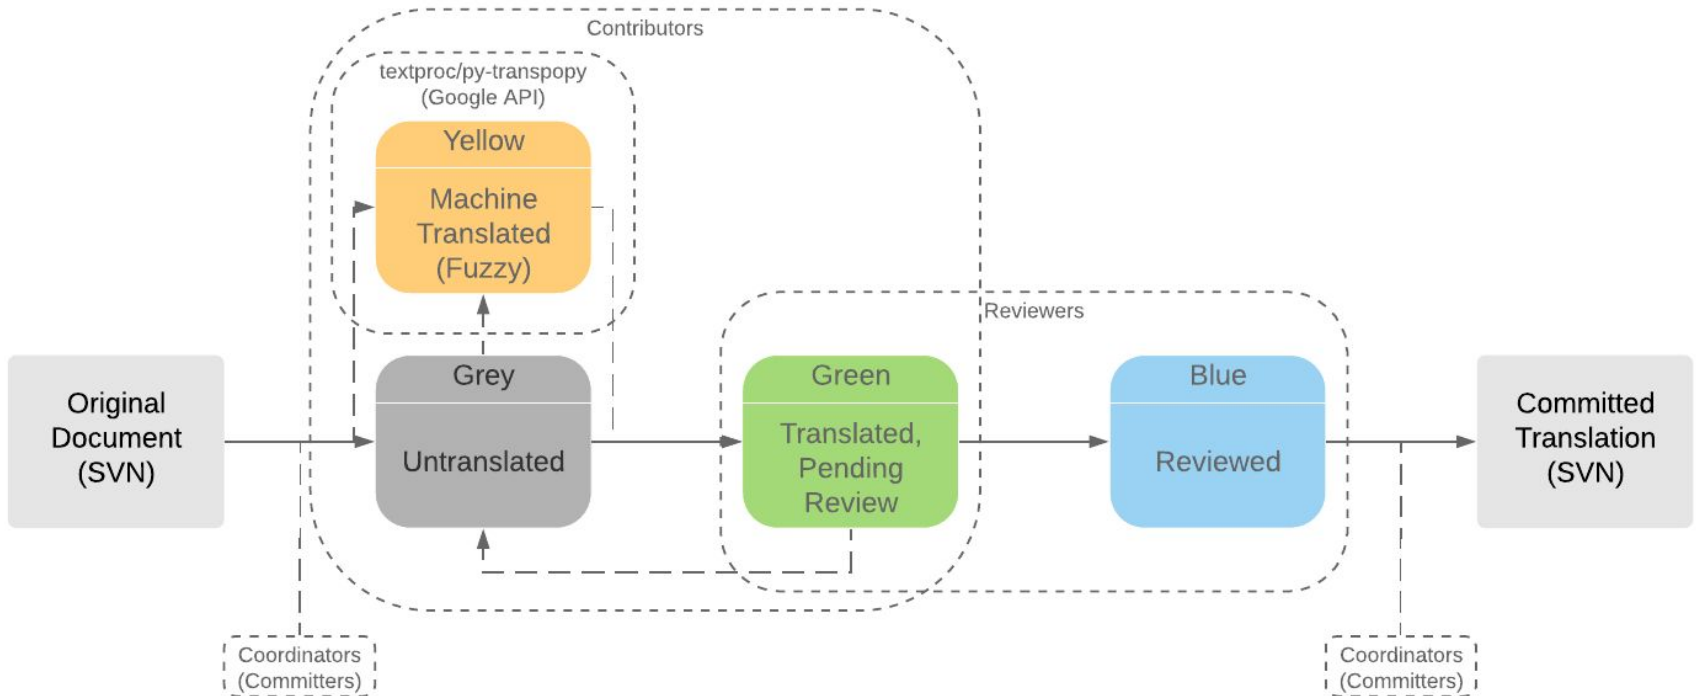 Contributors
textproc/py-transpopy
(Google API)
Yellow
Machine
Translated
(Fuzzy)
Reviewers
Original
Document
(SVN)
Grey
Untranslated
Green
Translated,
Pending
Review
Blue
Reviewed
Committed
Translation
(SVN)
Coordinators
(Committers)
Coordinators
(Committers)